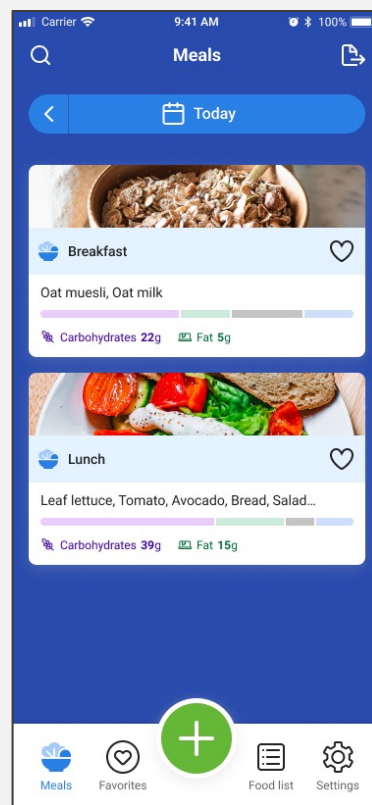 Carrier 9:41 AM 100%
Meals
Today
Breakfast
Oat muesli, Oat milk
Carbohydrates 22g Fat 5g
Lunch
Leaf lettuce, Tomato, Avocado, Bread, Salad...
Carbohydrates 39g Fat 15g
Meals Favorites Food list Settings